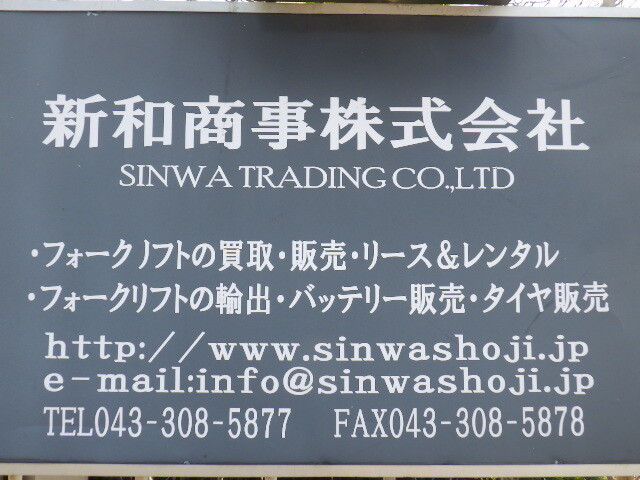 新和商事株式会社
SINWA TRADING CO.,LTD
・フォークリフトの買取・販売・リース&レンタル
・フォークリフトの輸出・バッテリー販売・タイヤ販売
http://www.sinwashoji.jp
e-mail:info@sinwashoji.jp
TEL043-308-5877 FAX043-308-5878